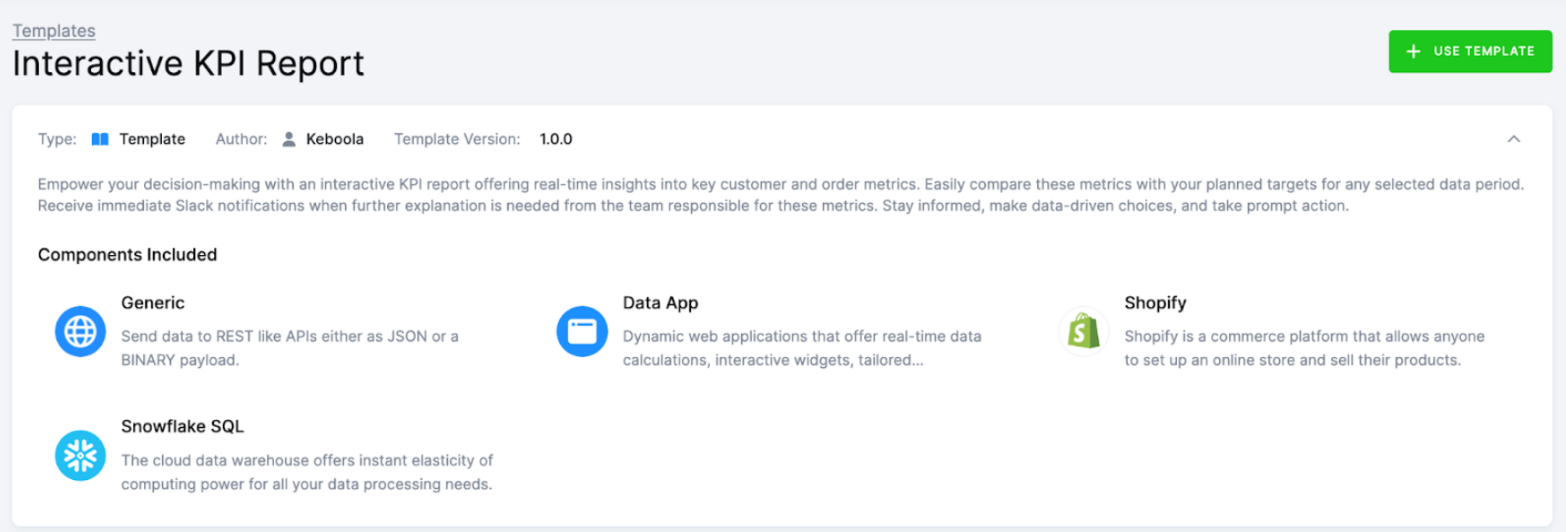 Templates
Interactive KPI Report
+ USE TEMPLATE
Type: Template Author: Keboola Template Version: 1.0.0
Empower your decision-making with an interactive KPI report offering real-time insights into key customer and order metrics. Easily compare these metrics with your planned targets for any selected data period.
Receive immediate Slack notifications when further explanation is needed from the team responsible for these metrics. Stay informed, make data-driven choices, and take prompt action.
Components Included
Generic
Send data to REST like APIs either as JSON or a
BINARY payload.
Data App
Dynamic web applications that offer real-time data
calculations, interactive widgets, tailored...
Shopify
Shopify is a commerce platform that allows anyone
to set up an online store and sell their products.
Snowflake SQL
The cloud data warehouse offers instant elasticity of
computing power for all your data processing needs.